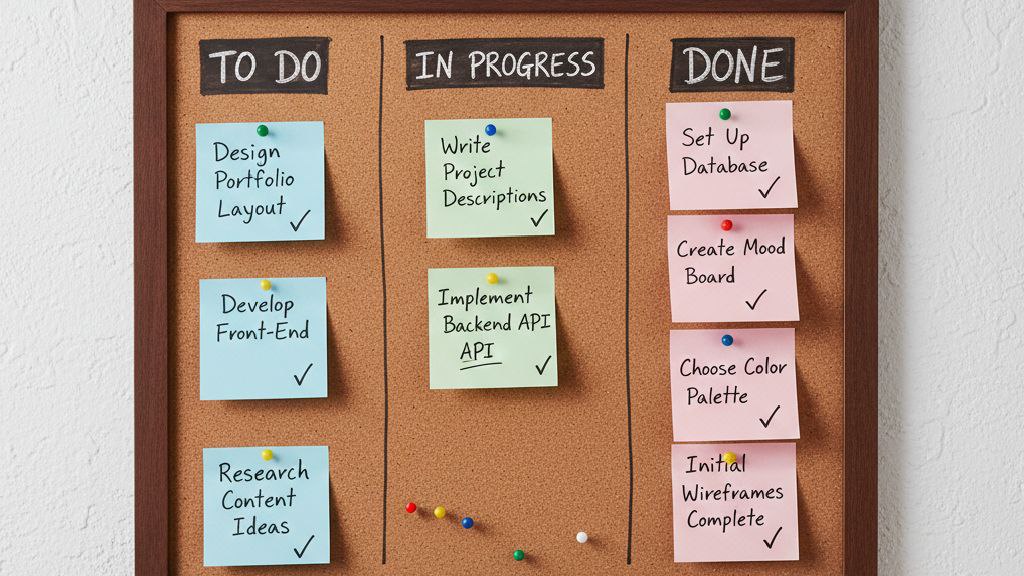 TO DO
Design
Portfolio
Layout ✓
Develop
Front-End
✓
Research
Content
Ideas
✓
IN PROGRESS
Write
Project
Descriptions
✓
Implement
Backend API
API ✓
DONE
Set Up
Database
✓
Create Mood
Board
✓
Choose Color
Palette
✓
Initial
Wireframes
Complete
✓